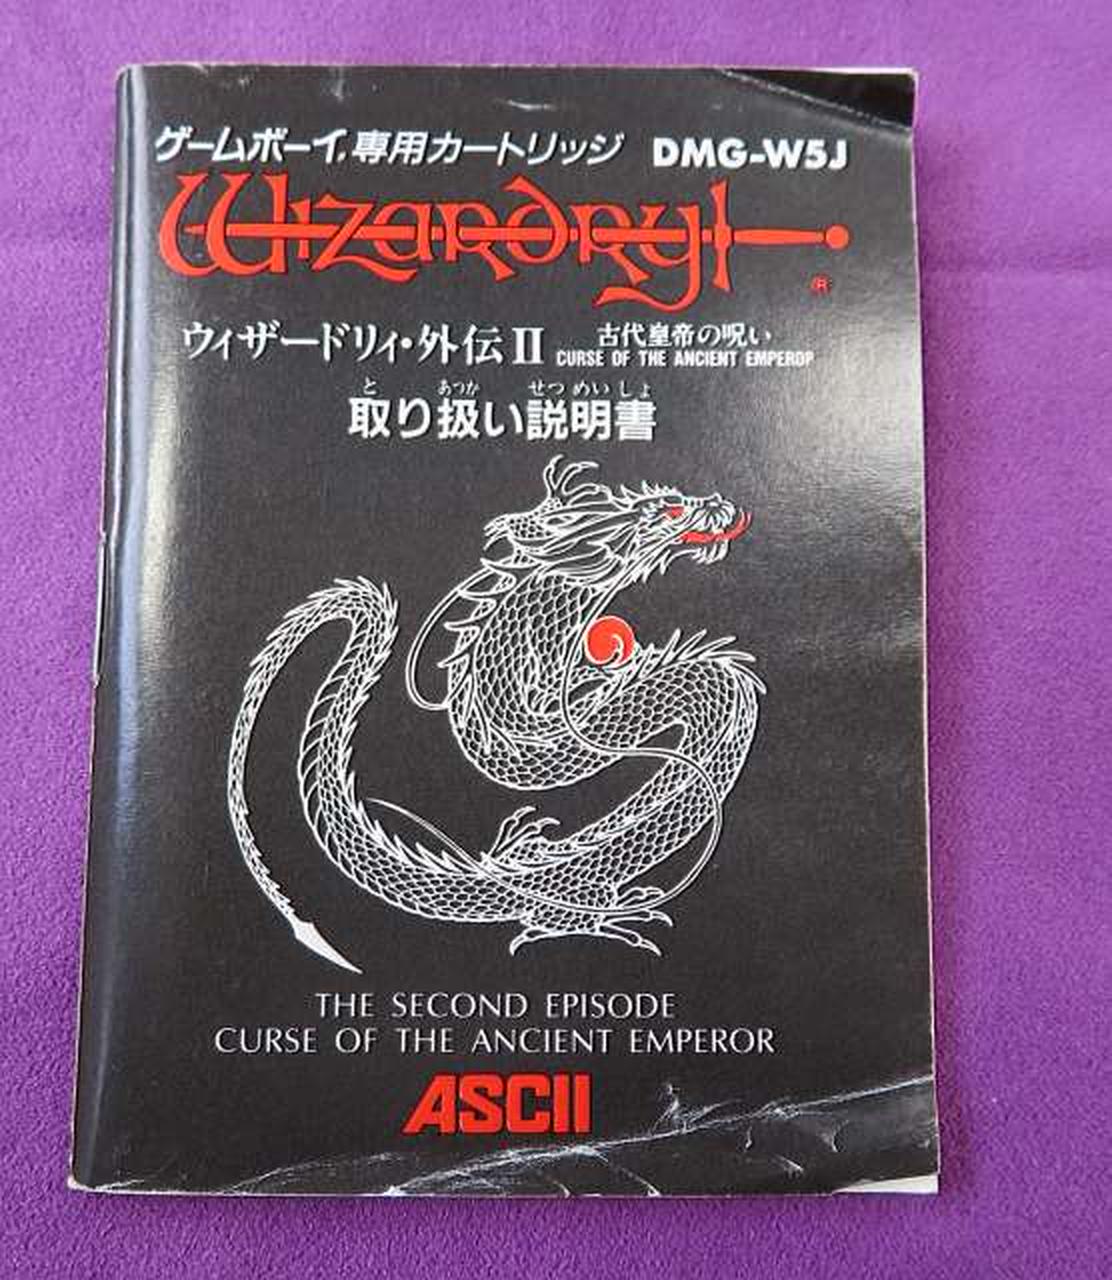 ゲームボーイ専用カートリッジ DMG-W5J
Wizardry ®
ウィザードリィ・外伝II 古代皇帝の呪い
CURSE OF THE ANCIENT EMPEROR
と あつか せつめいしょ
取り扱い説明書
THE SECOND EPISODE
CURSE OF THE ANCIENT EMPEROR
ASCII